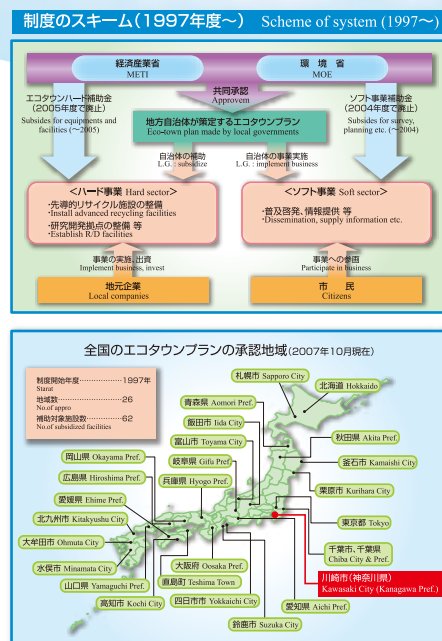 制度のスキーム(1997年度～) Scheme of system (1997～)
経済産業省
METI
環 境 省
MOE
共同承認
Approvem
エコタウンハード補助金
(2005年度で廃止)
Subsides for equipments and
facilities (～2005)
地方自治体が策定するエコタウンプラン
Eco-town plan made by local governments
ソフト事業補助金
(2004年度で廃止)
Subsides for survey,
planning etc. (～2004)
自治体の補助
L.G. : subsidize
自治体の事業実施
L.G. : implement business
＜ハード事業 Hard sector＞
・先導的リサイクル施設の整備
・Install advanced recycling facilities
・研究開発拠点の整備 等
・Establish R/D facilities
＜ソフト事業 Soft sector＞
・普及啓発、情報提供 等
・Dissemination, supply information etc.
事業の実施、出資
Implement business, invest
事業への参画
Participate in business
地元企業
Local companies
市 民
Citizens
全国のエコタウンプランの承認地域(2007年10月現在)
制度開始年度…………………1997年
Starat
地域数…………………………26
No.of appro
補助対象施設数………………62
No.of subsidized facilities
札幌市 Sapporo City
北海道 Hokkaido
青森県 Aomori Pref.
飯田市 Iida City
富山市 Toyama City
秋田県 Akita Pref.
岡山県 Okayama Pref.
岐阜県 Gifu Pref.
釜石市 Kamaishi City
広島県 Hiroshima Pref.
兵庫県 Hyogo Pref.
栗原市 Kurihara City
愛媛県 Ehime Pref.
北九州市 Kitakyushu City
東京都 Tokyo
大牟田市 Ohmuta City
千葉市、千葉県
Chiba City & Pref.
水俣市 Minamata City
大阪府 Oosaka Pref.
川崎市(神奈川県)
Kawasaki City (Kanagawa Pref.)
山口県 Yamaguchi Pref.
直島町 Teshima Town
高知市 Kochi City
四日市市 Yokkaichi City
愛知県 Aichi Pref.
鈴鹿市 Suzuka City